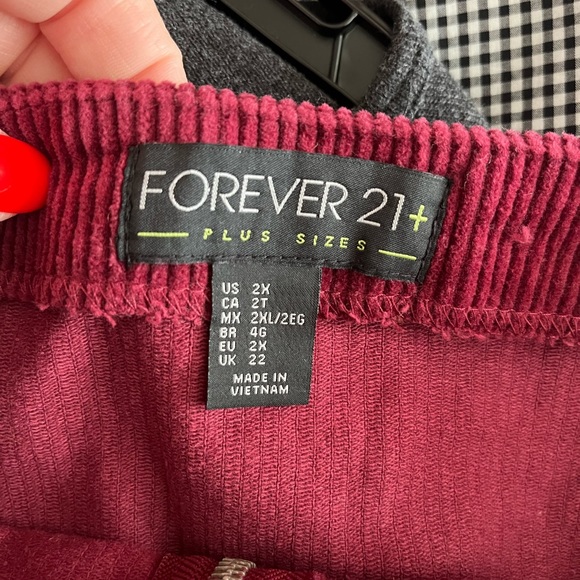 FOREVER 21+
PLUS SIZES
US 2X
CA 2T
MX 2XL/2EG
BR 4G
EU 2X
UK 22
MADE IN
VIETNAM